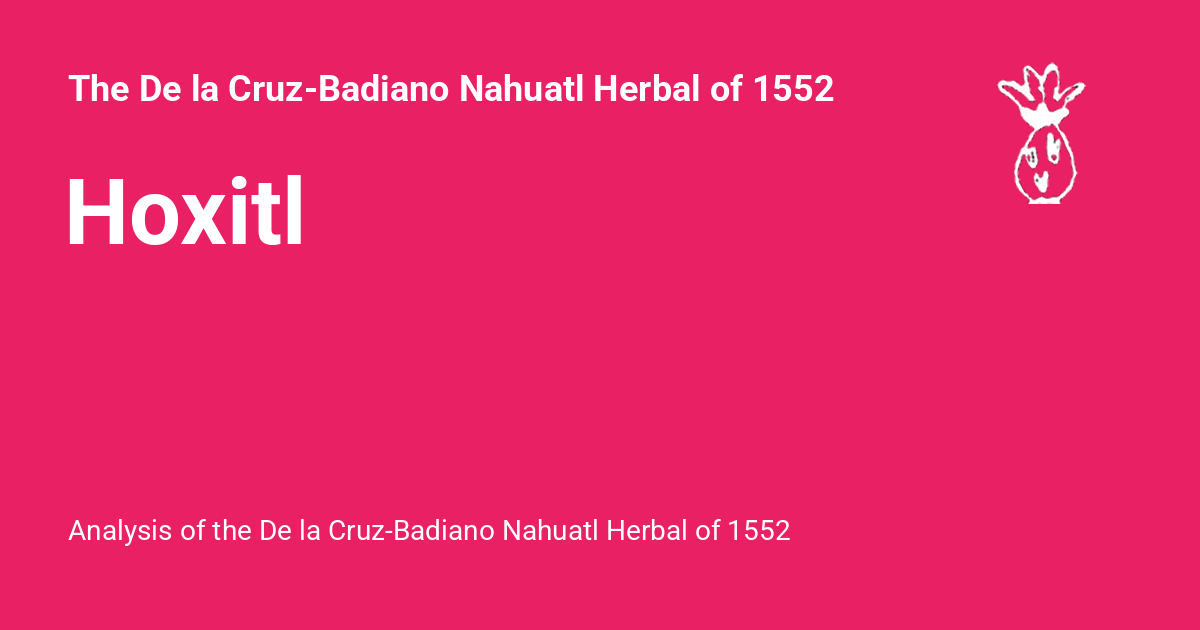 The De la Cruz-Badiano Nahuatl Herbal of 1552
Hoxitl
Analysis of the De la Cruz-Badiano Nahuatl Herbal of 1552